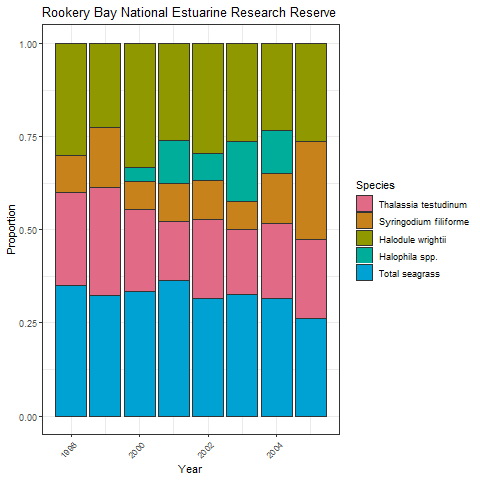 Rookery Bay National Estuarine Research Reserve
1.00
0.75
0.50
0.25
0.00
Proportion
1998
2000
2002
2004
Year
Species
Thalassia testudinum
Syringodium filiforme
Halodule wrightii
Halophila spp.
Total seagrass